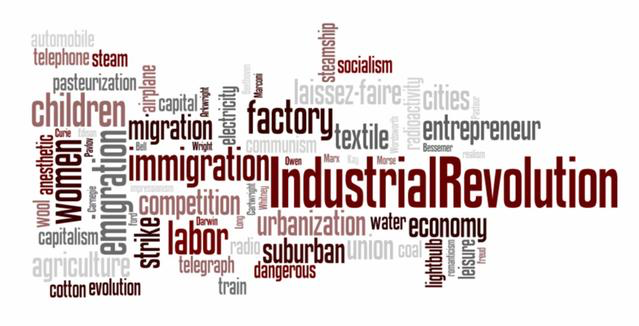 automobile
telephone
steam
pasteurization
airplane
steamship
socialism
children
capital
Arkwright
electricity
Beethoven
Marconi
laissez-faire
radioactivity
cities
Pasteur
anesthetic
Curie
Edison
Pavlov
women
emigration
migration
Bell
Wright
factory
communism
textile
Wordsworth
entrepreneur
Bessemer
realism
immigration
Owen
Marx
Kay
Morse
IndustrialRevolution
wool
Carnegie
impressionism
Ford
competition
Darwin
Cartwright
Whitney
Long
capitalism
strike
labor
radio
urbanization
water
economy
agriculture
telegraph
suburban
union
coal
lightbulb
romanticism
leisure
freud
dangerous
cotton
evolution
train